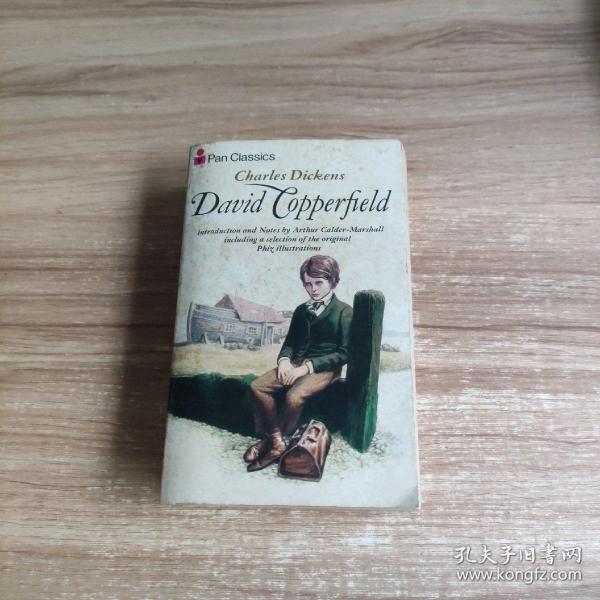 Pan Classics
Charles Dickens
David Copperfield
Introduction and Notes by Arthur Calder-Marshall
including a selection of the original
Phiz illustrations
孔夫子旧书网
www.kongfz.com